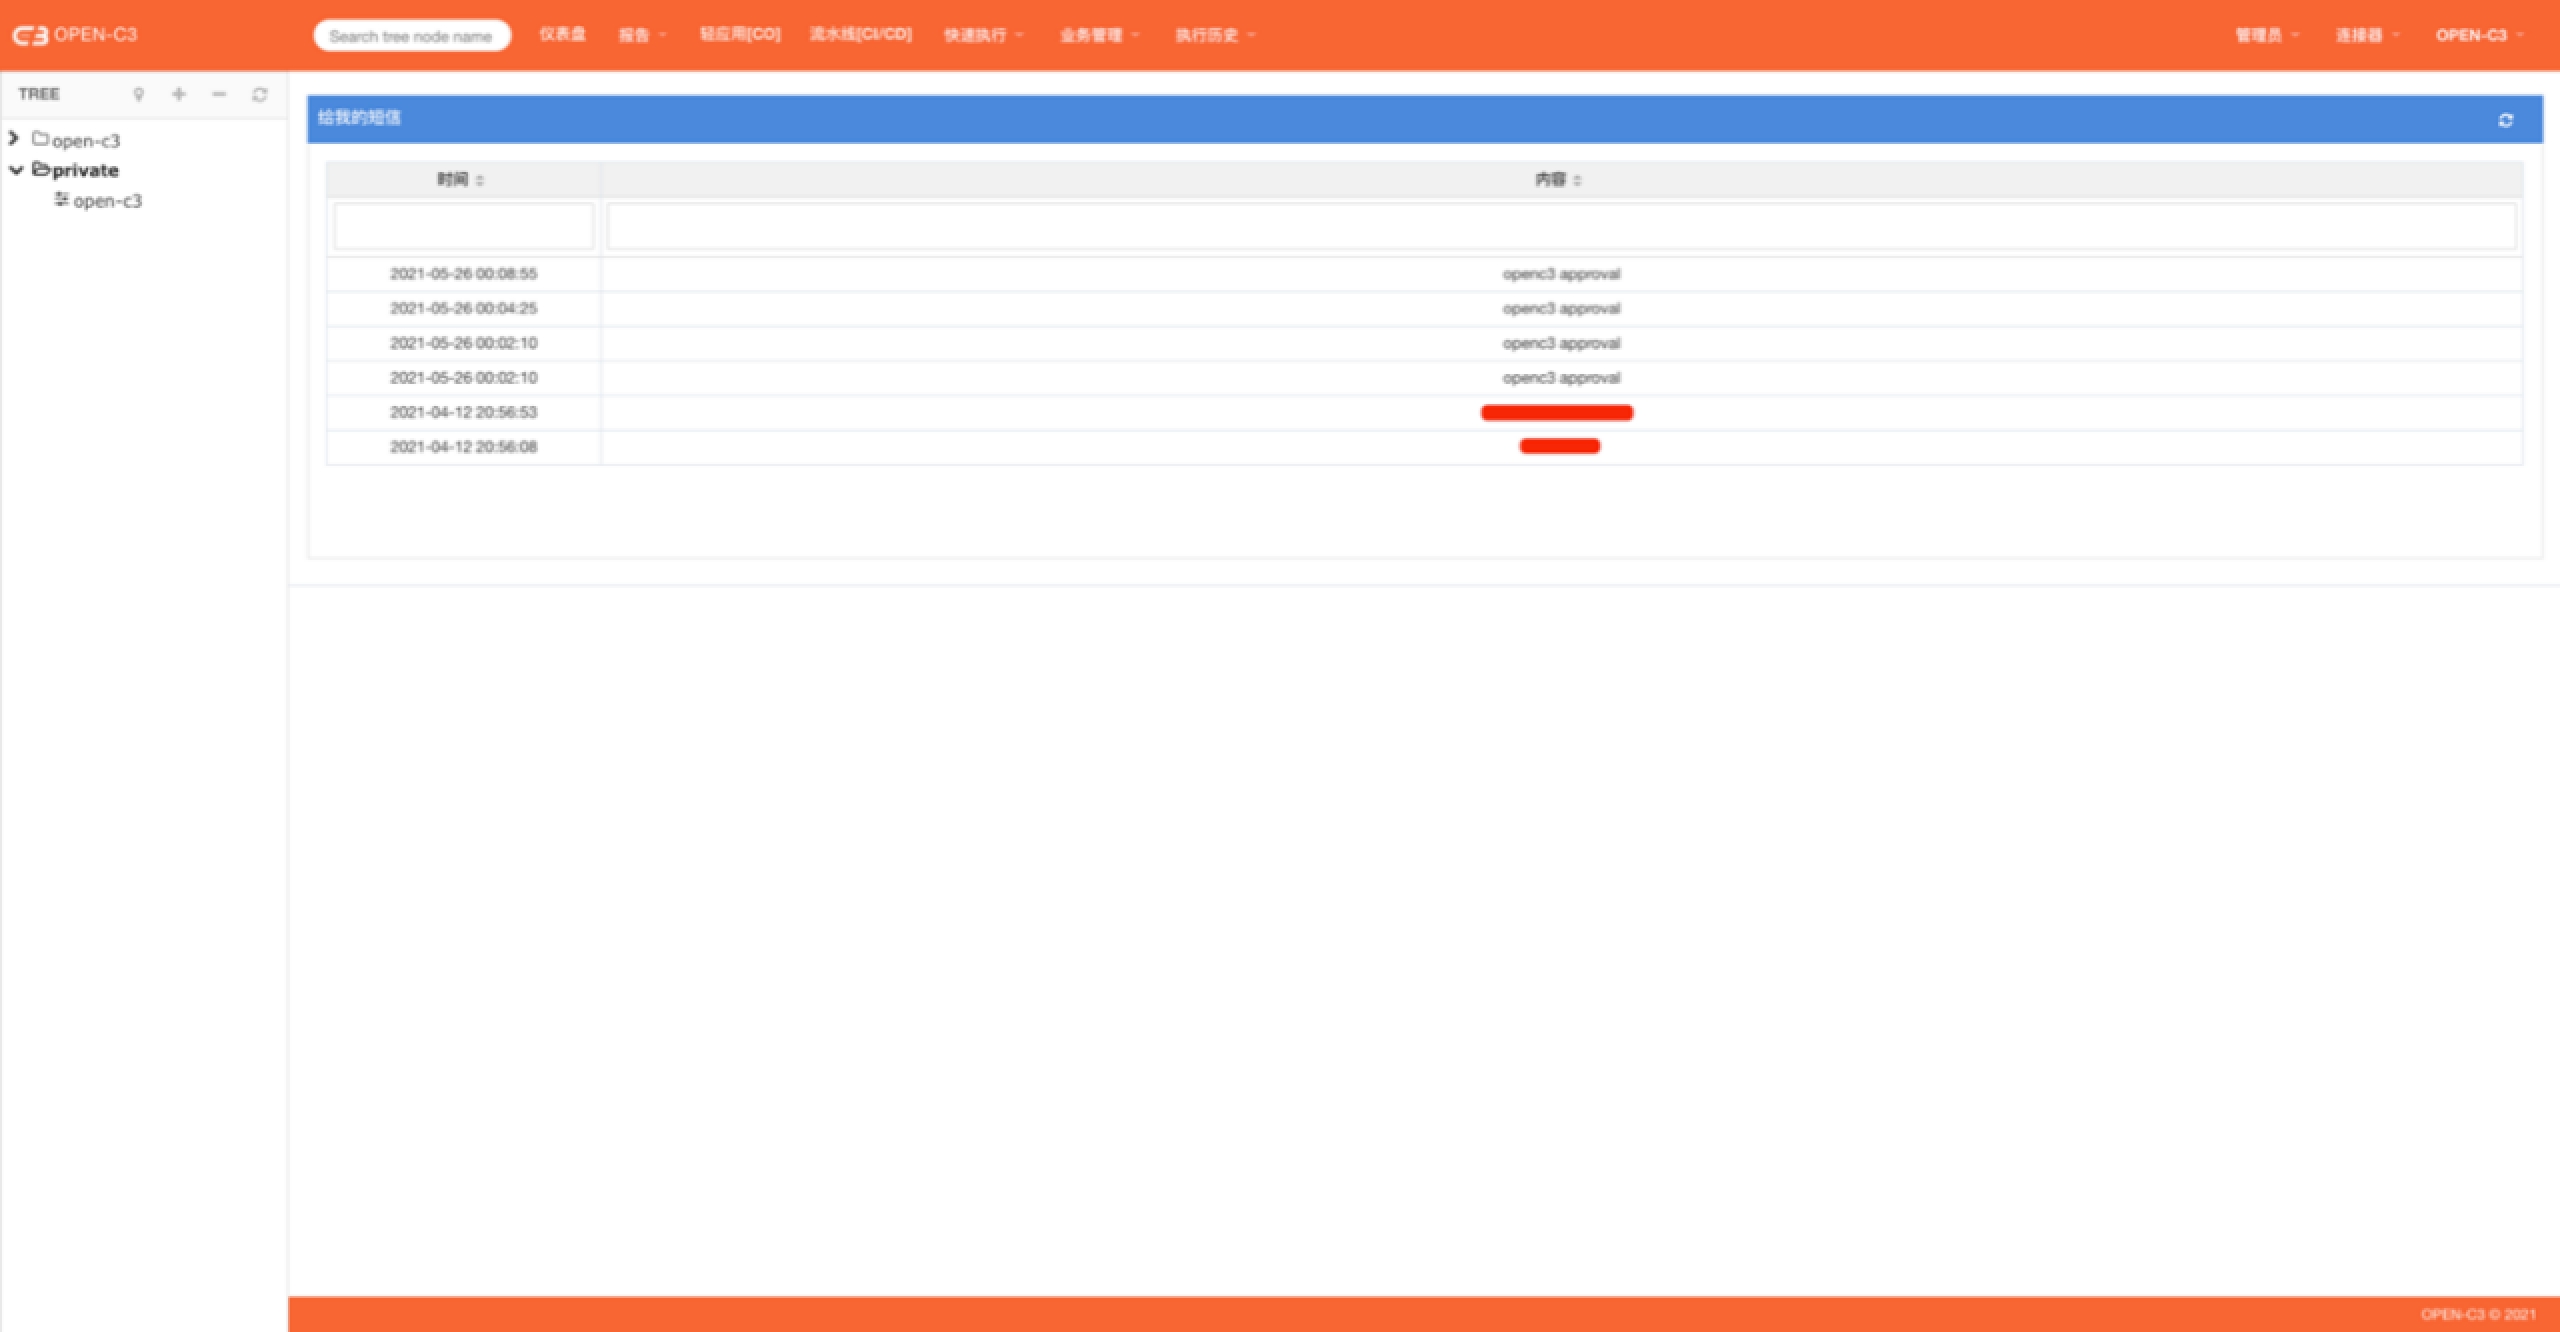 OPEN-C3
Search tree node name 仪表盘 报告 轻应用[CO] 流水线[CI/CD] 快速执行 业务管理 执行历史 管理员 连接器 OPEN-C3
TREE
open-c3
private
open-c3
给我的短信
时间 内容
2021-05-26 00:08:55 openc3 approval
2021-05-26 00:04:25 openc3 approval
2021-05-26 00:02:10 openc3 approval
2021-05-26 00:02:10 openc3 approval
2021-04-12 20:56:53
2021-04-12 20:56:08
OPEN-C3 © 2021